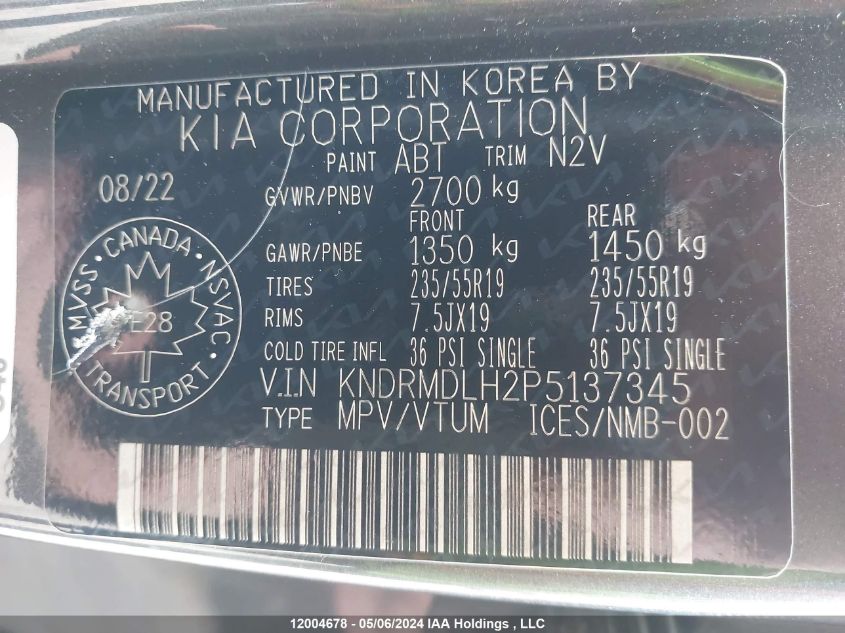 MANUFACTURED IN KOREA BY
KIA CORPORATION
PAINT ABT TRIM N2V
08/22 GVWR/PNBV 2700 kg
FRONT REAR
GAWR/PNBE 1350 kg 1450 kg
TIRES 235/55R19 235/55R19
RIMS 7.5JX19 7.5JX19
COLD TIRE INFL 36 PSI SINGLE 36 PSI SINGLE
V.I.N KNDRMDLH2P5137345
TYPE MPV/VTUM ICES/NMB-002
MVSS • CANADA • NSVAC • TRANSPORT •
E28
12004678 - 05/06/2024 IAA Holdings , LLC